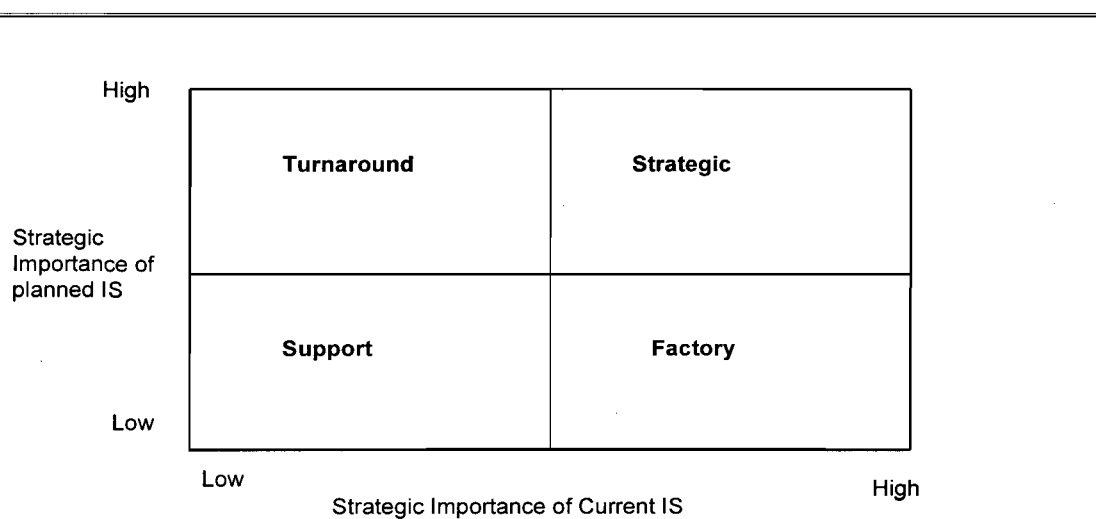 High
Turnaround
Strategic
Strategic
Importance of
planned IS
Support
Factory
Low
Low
High
Strategic Importance of Current IS